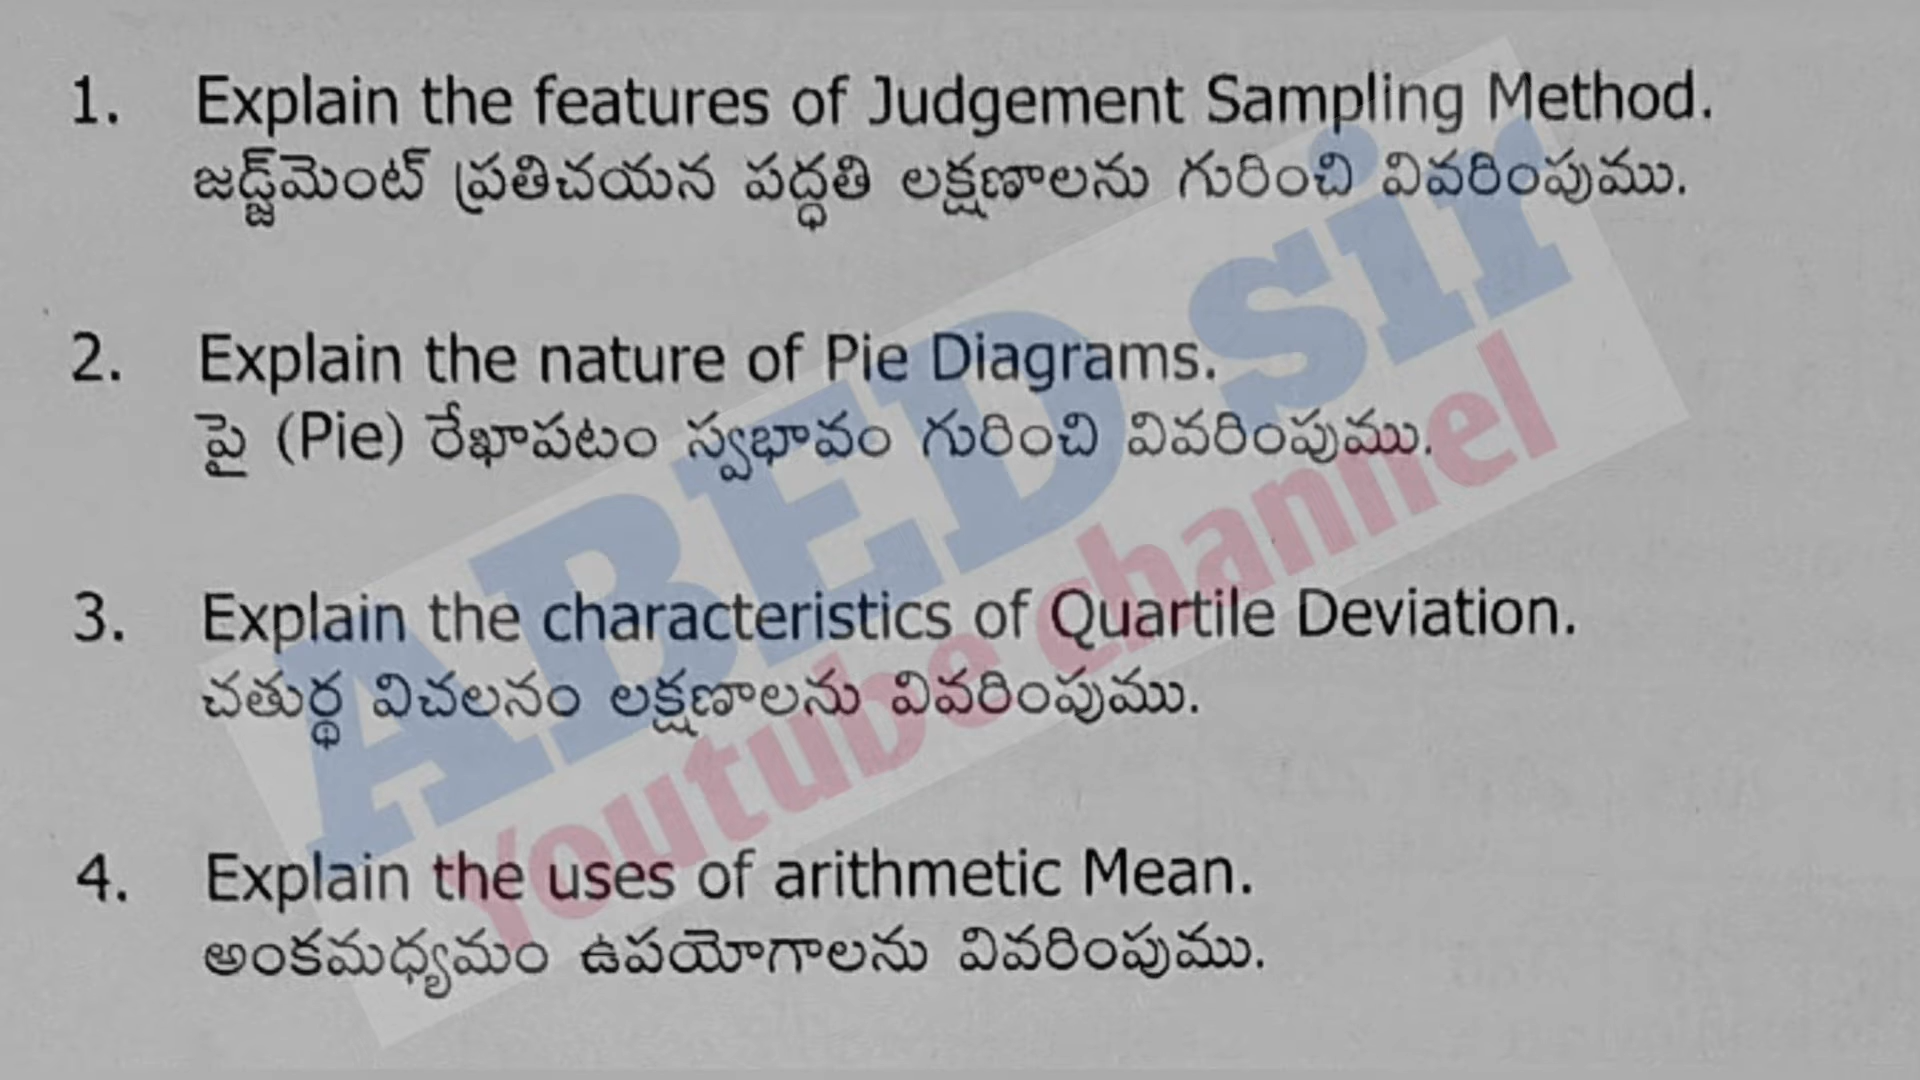 1. Explain the features of Judgement Sampling Method.
జడ్జ్‌మెంట్ ప్రతిచయన పద్ధతి లక్షణాలను గురించి వివరింపుము.
2. Explain the nature of Pie Diagrams.
పై (Pie) రేఖాపటం స్వభావం గురించి వివరింపుము.
3. Explain the characteristics of Quartile Deviation.
చతుర్థ విచలనం లక్షణాలను వివరింపుము.
4. Explain the uses of arithmetic Mean.
అంకమధ్యమం ఉపయోగాలను వివరింపుము.
ABED sir
Youtube channel